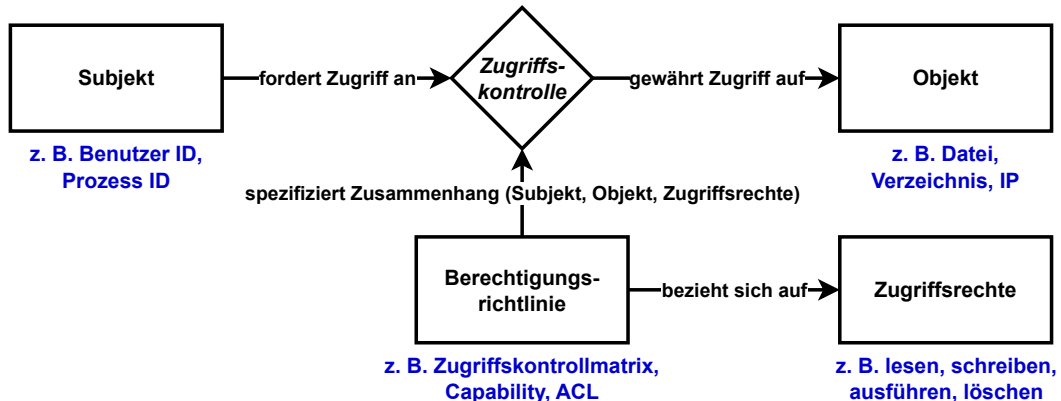 Subjekt
fordert Zugriff an
Zugriffs-
kontrolle
gewährt Zugriff auf
Objekt
z. B. Benutzer ID,
Prozess ID
z. B. Datei,
Verzeichnis, IP
spezifiziert Zusammenhang (Subjekt, Objekt, Zugriffsrechte)
Berechtigungs-
richtlinie
bezieht sich auf
Zugriffsrechte
z. B. Zugriffskontrollmatrix,
Capability, ACL
z. B. lesen, schreiben,
ausführen, löschen